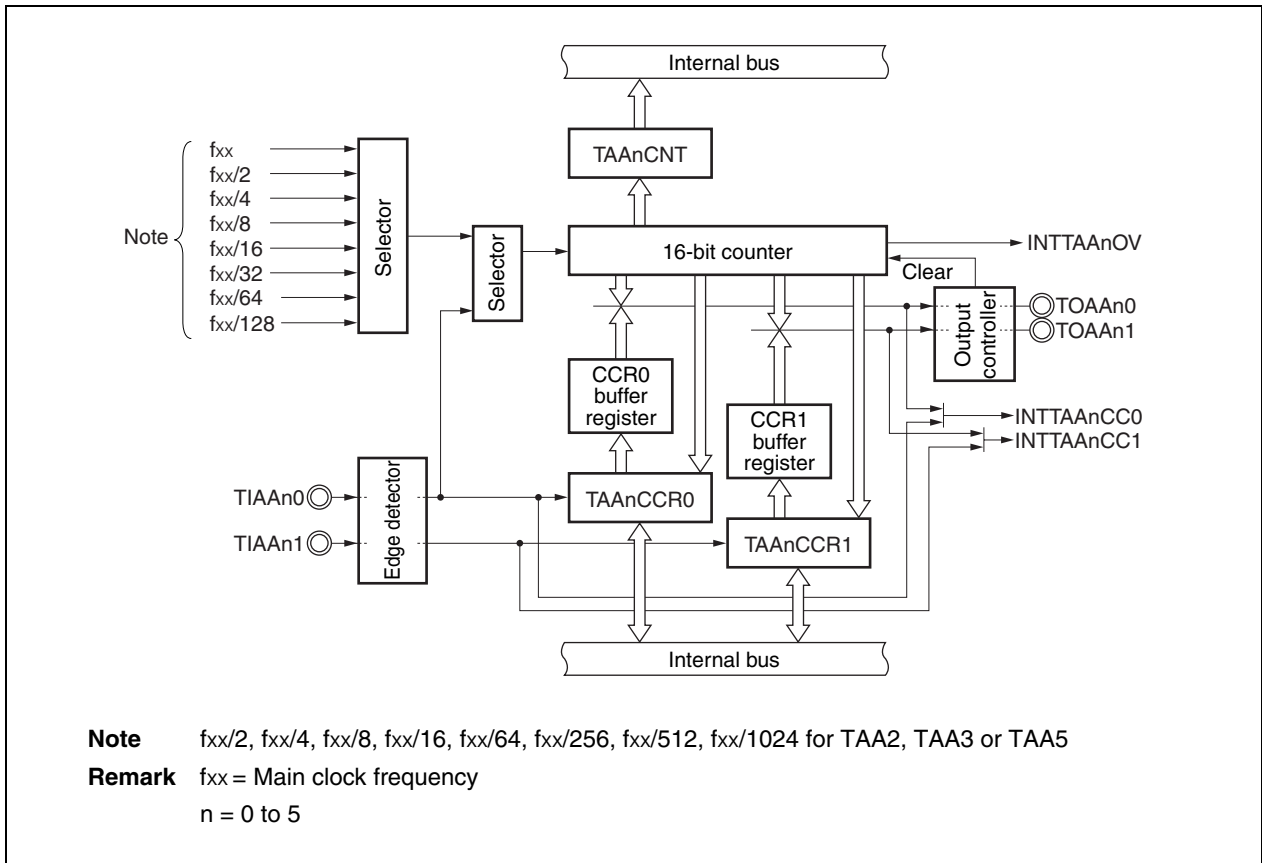 Internal bus
TAAnCNT
fxx
fxx/2
fxx/4
fxx/8
fxx/16
fxx/32
fxx/64
fxx/128
Note
Selector
Selector
16-bit counter
INTTAAnOV
Clear
TOAAn0
TOAAn1
Output
controller
CCR0
buffer
register
CCR1
buffer
register
INTTAAnCC0
INTTAAnCC1
TIAAn0
TIAAn1
Edge detector
TAAnCCR0
TAAnCCR1
Internal bus
Note fxx/2, fxx/4, fxx/8, fxx/16, fxx/64, fxx/256, fxx/512, fxx/1024 for TAA2, TAA3 or TAA5
Remark fxx = Main clock frequency
n = 0 to 5